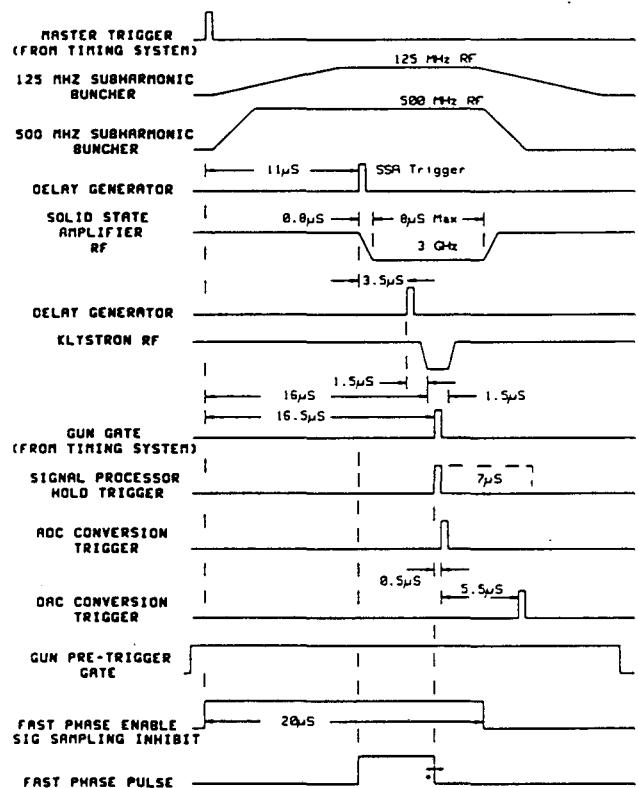 MASTER TRIGGER
(FROM TIMING SYSTEM)
125 MHz RF
125 MHZ SUBHARMONIC
BUNCHER
500 MHz RF
500 MHZ SUBHARMONIC
BUNCHER
11μS
SSA Trigger
DELAY GENERATOR
SOLID STATE
AMPLIFIER
RF
0.8μS
8μS Max
3 GHz
3.5μS
DELAY GENERATOR
KLYSTRON RF
1.5μS
1.5μS
16μS
16.5μS
GUN GATE
(FROM TIMING SYSTEM)
SIGNAL PROCESSOR
HOLD TRIGGER
7μS
ADC CONVERSION
TRIGGER
0.5μS
5.5μS
DAC CONVERSION
TRIGGER
GUN PRE-TRIGGER
GATE
FAST PHASE ENABLE
SIG SAMPLING INHIBIT
20μS
FAST PHASE PULSE
*